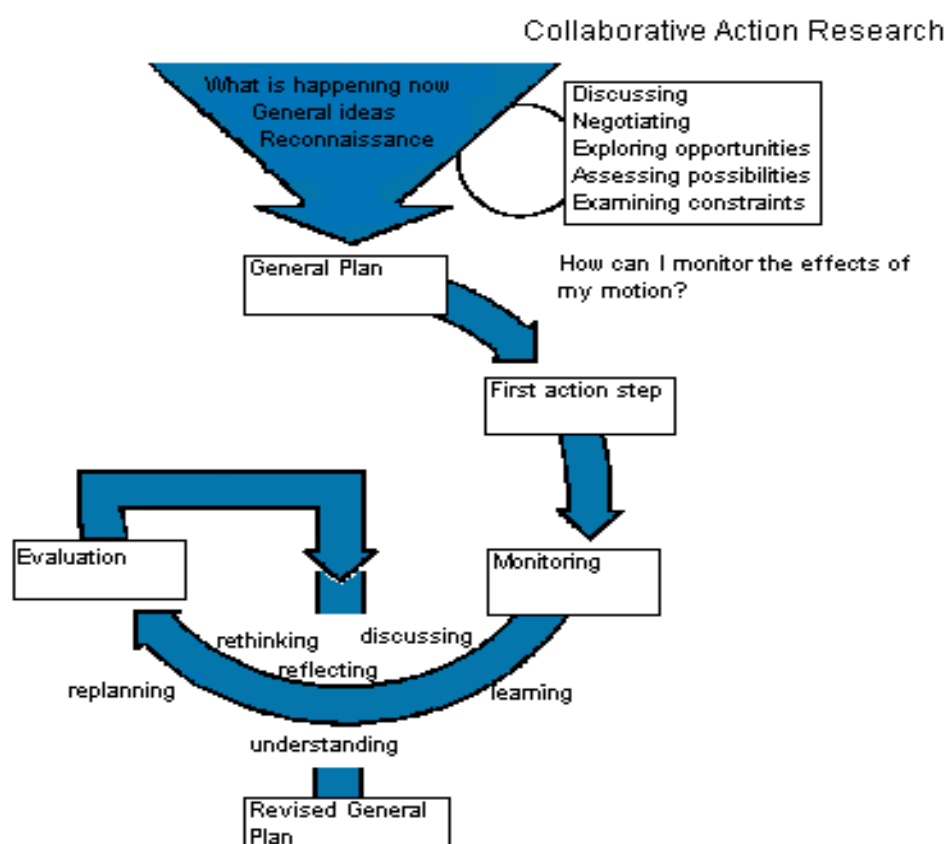 Collaborative Action Research
What is happening now
General ideas
Reconnaissance
Discussing
Negotiating
Exploring opportunities
Assessing possibilities
Examining constraints
General Plan
How can I monitor the effects of
my motion?
First action step
Evaluation
Monitoring
rethinking
discussing
reflecting
replanning
learning
understanding
Revised General
Plan